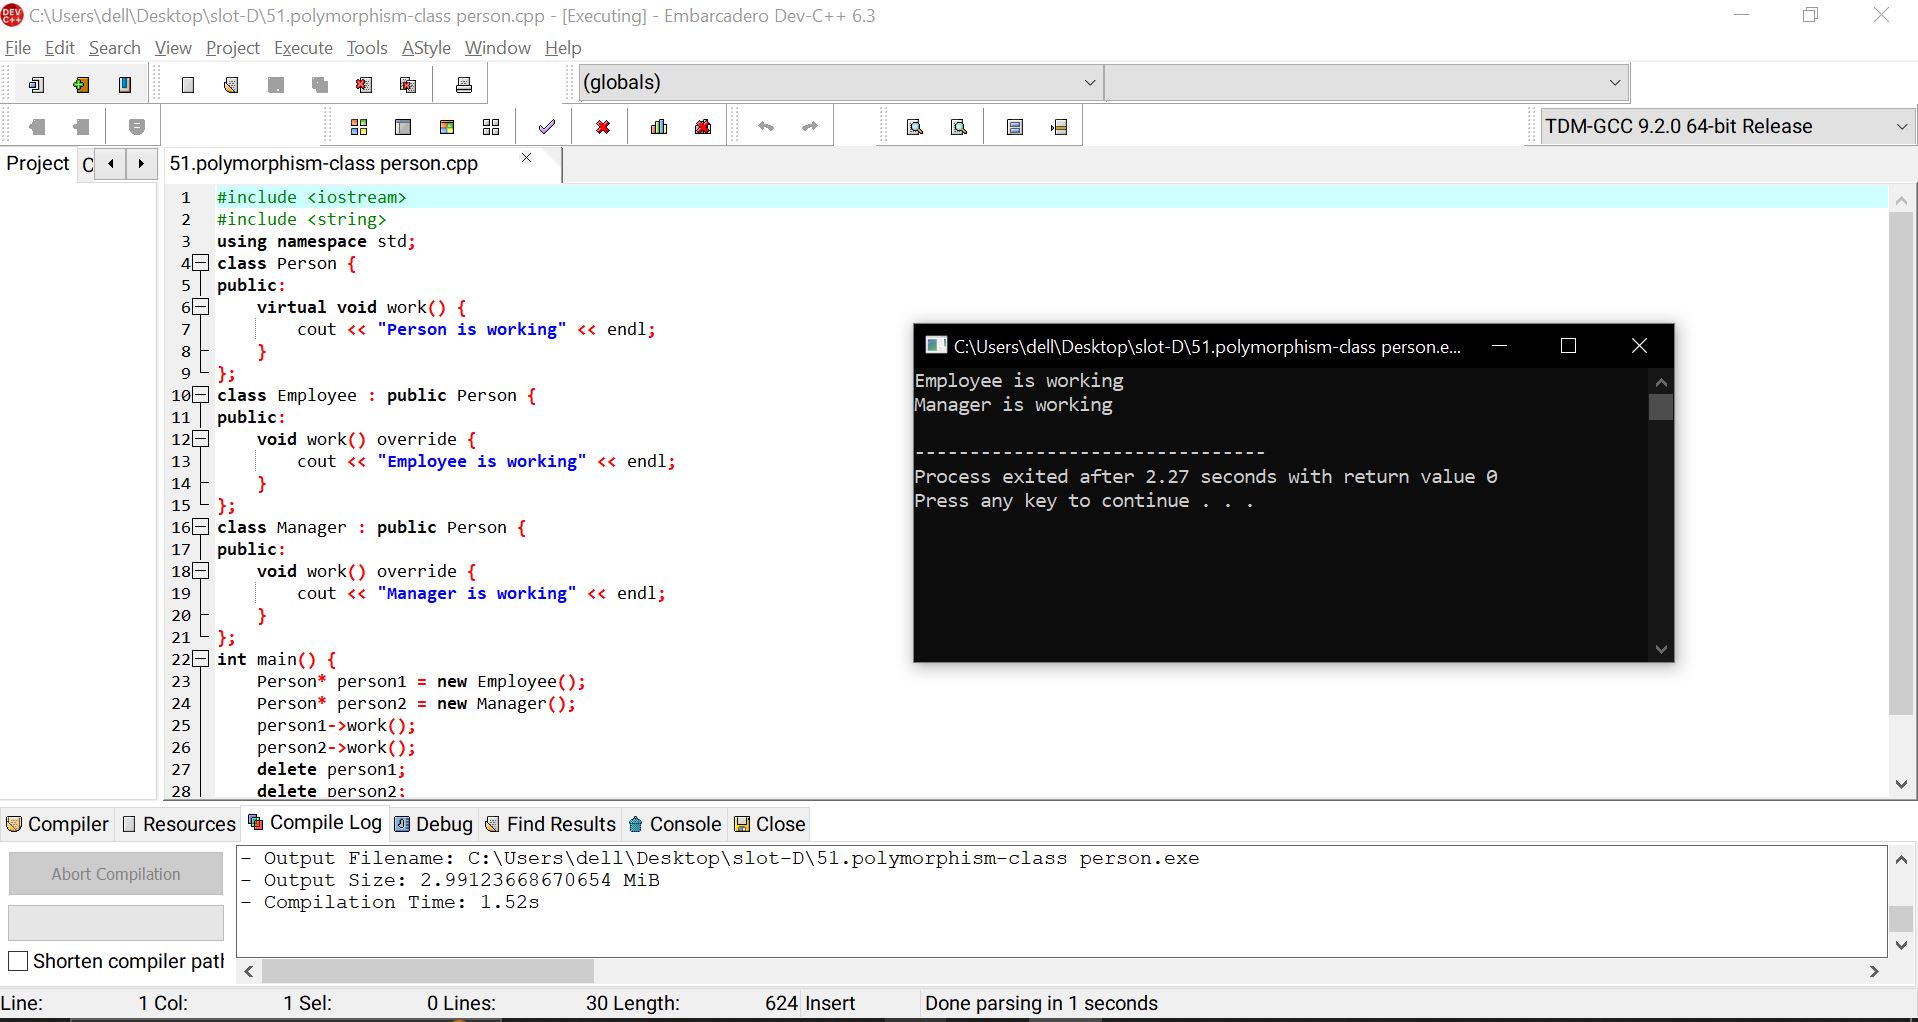 C:\Users\dell\Desktop\slot-D\51.polymorphism-class person.cpp - [Executing] - Embarcadero Dev-C++ 6.3
File Edit Search View Project Execute Tools AStyle Window Help
(globals)
TDM-GCC 9.2.0 64-bit Release
Project C 51.polymorphism-class person.cpp
1 #include <iostream>
2 #include <string>
3 using namespace std;
4 class Person {
5 public:
6 virtual void work() {
7 cout << "Person is working" << endl;
8 }
9 };
10 class Employee : public Person {
11 public:
12 void work() override {
13 cout << "Employee is working" << endl;
14 }
15 };
16 class Manager : public Person {
17 public:
18 void work() override {
19 cout << "Manager is working" << endl;
20 }
21 };
22 int main() {
23 Person* person1 = new Employee();
24 Person* person2 = new Manager();
25 person1->work();
26 person2->work();
27 delete person1;
28 delete person2;
C:\Users\dell\Desktop\slot-D\51.polymorphism-class person.e...
Employee is working
Manager is working
--------------------------------
Process exited after 2.27 seconds with return value 0
Press any key to continue . . .
Compiler Resources Compile Log Debug Find Results Console Close
Abort Compilation
Shorten compiler path
- Output Filename: C:\Users\dell\Desktop\slot-D\51.polymorphism-class person.exe
- Output Size: 2.99123668670654 MiB
- Compilation Time: 1.52s
Line: 1 Col: 1 Sel: 0 Lines: 30 Length: 624 Insert Done parsing in 1 seconds